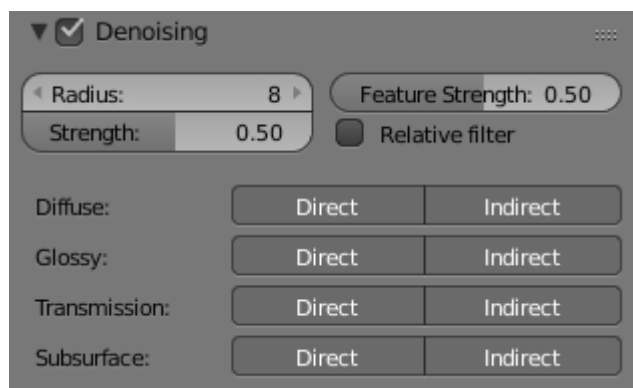 Denoising
Radius: 8 Feature Strength: 0.50
Strength: 0.50 Relative filter
Diffuse: Direct Indirect
Glossy: Direct Indirect
Transmission: Direct Indirect
Subsurface: Direct Indirect